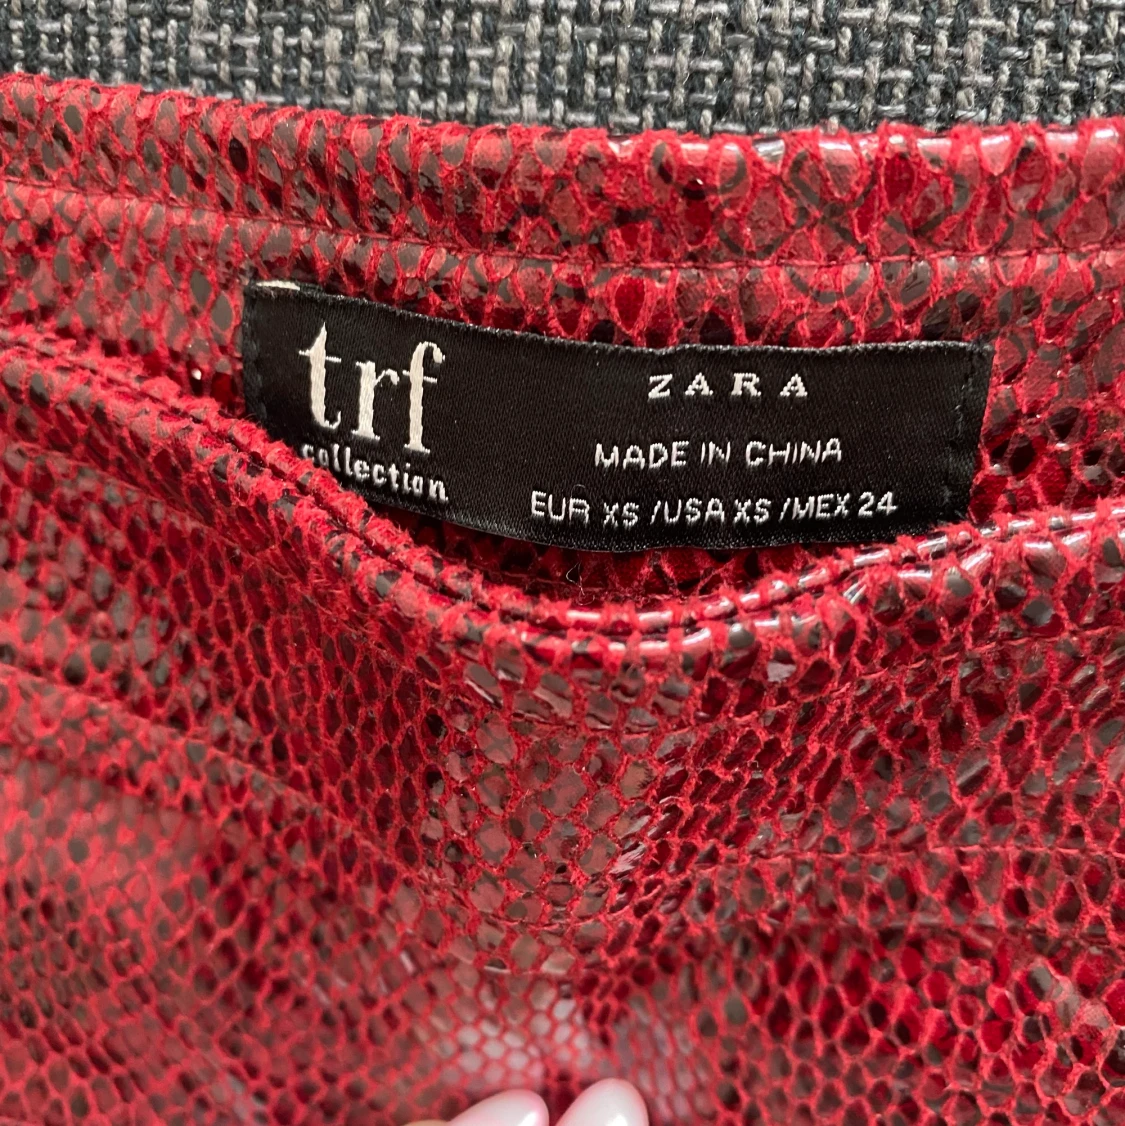 trf
collection
ZARA
MADE IN CHINA
EUR XS /USA XS /MEX 24